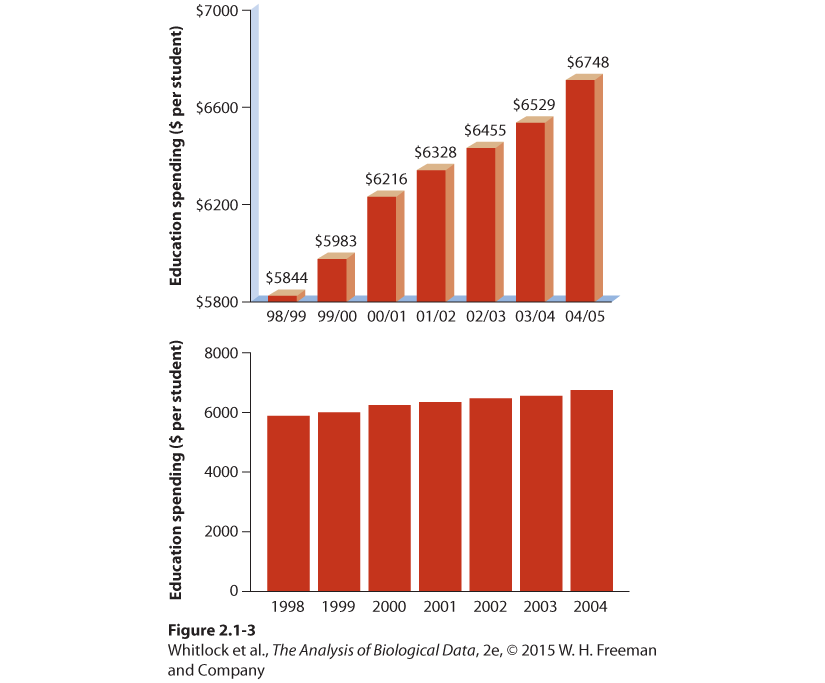 $7000
$6600
$6200
$5800
Education spending ($ per student)
$5844
$5983
$6216
$6328
$6455
$6529
$6748
98/99 99/00 00/01 01/02 02/03 03/04 04/05
8000
6000
4000
2000
0
Education spending ($ per student)
1998 1999 2000 2001 2002 2003 2004
Figure 2.1-3
Whitlock et al., The Analysis of Biological Data, 2e, © 2015 W. H. Freeman
and Company